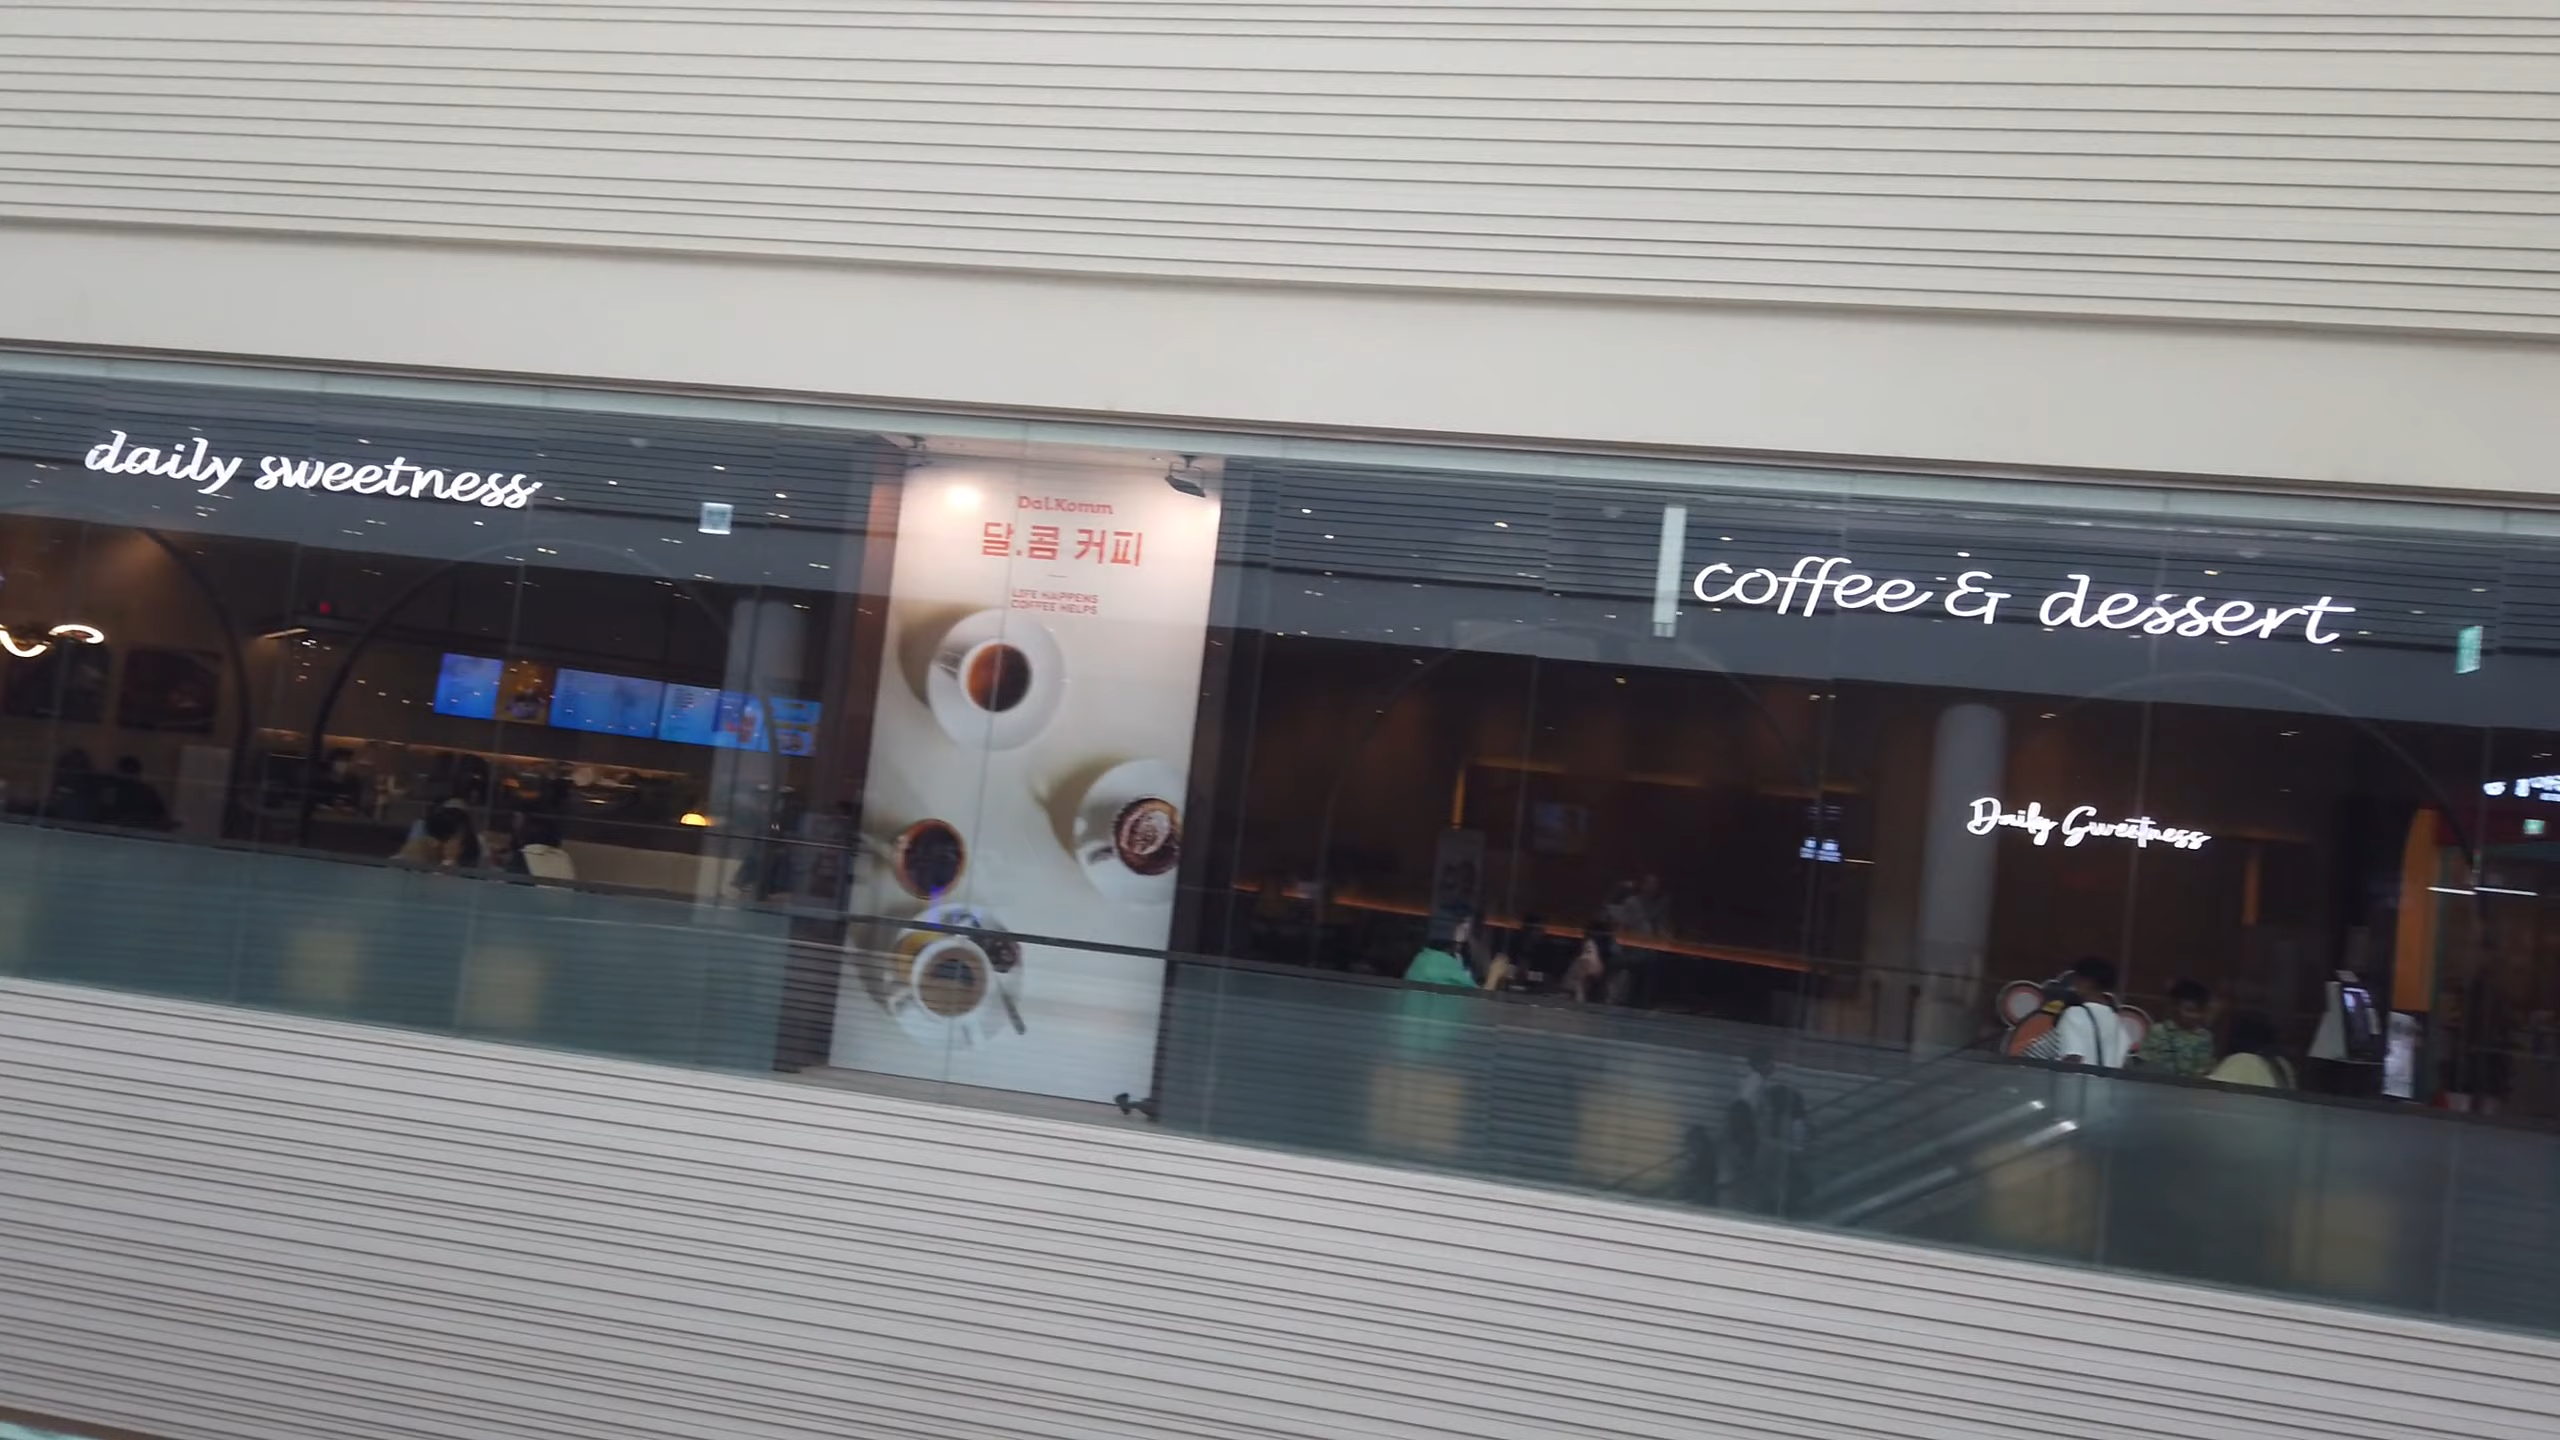 daily sweetness
Dal.Komm
달.콤 커피
LIFE HAPPENS
COFFEE HELPS
coffee & dessert
Daily Sweetness